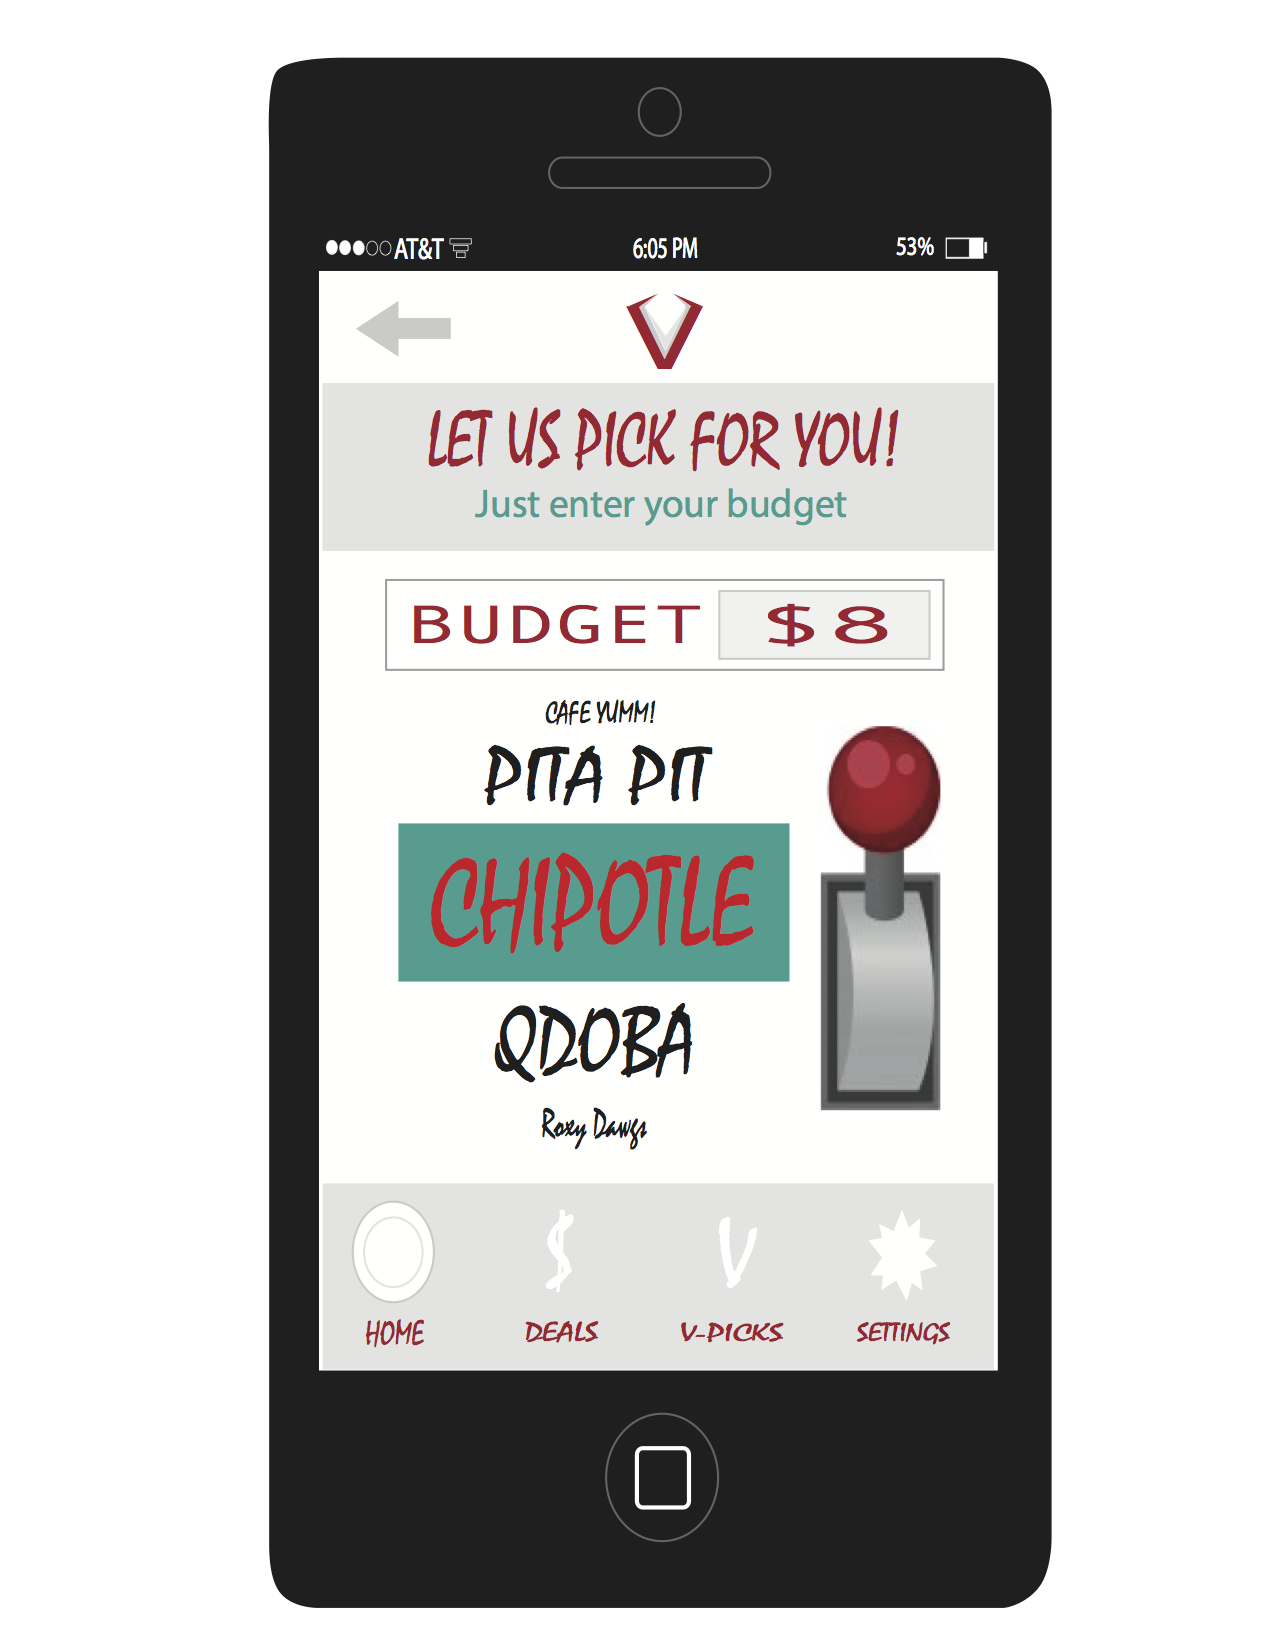 AT&T 6:05 PM 53%
LET US PICK FOR YOU!
Just enter your budget
BUDGET $8
CAFE YUMM!
PITA PIT
CHIPOTLE
QDOBA
Roxy Dawgs
$ V
HOME DEALS V-PICKS SETTINGS